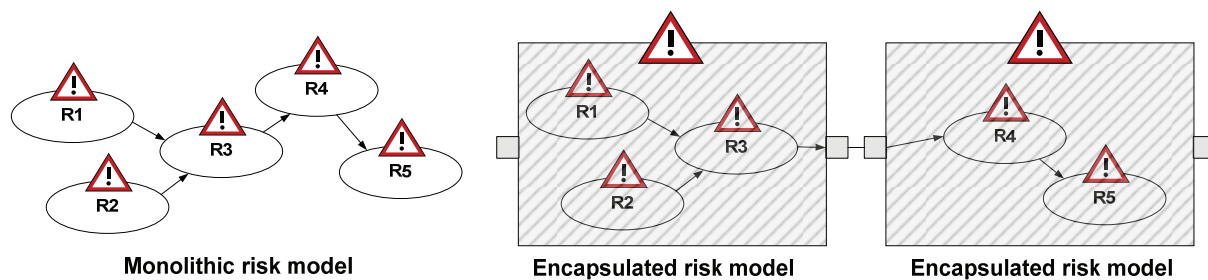 R1
R2
R3
R4
R5
Monolithic risk model
R1
R2
R3
Encapsulated risk model
R4
R5
Encapsulated risk model